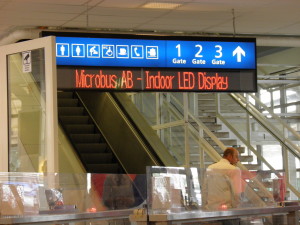 1 2 3
Gate Gate Gate
Microbus AB - Indoor LED Display